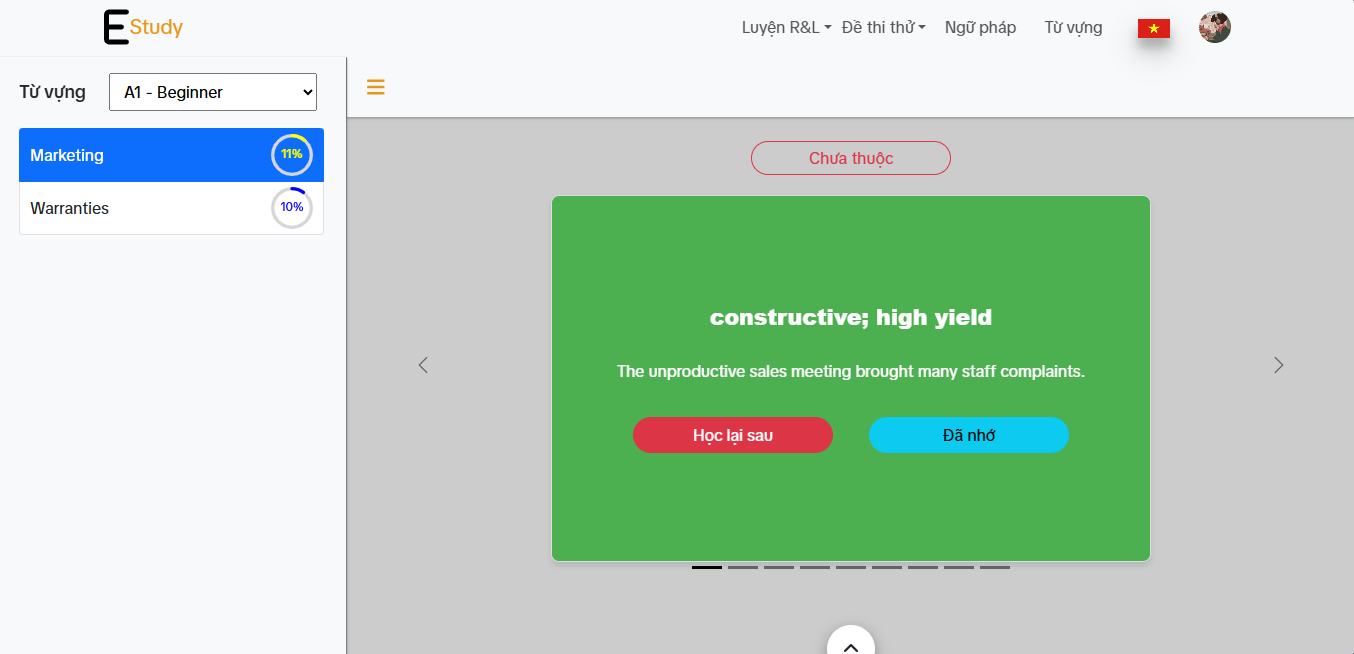 E Study
Luyện R&L Đề thi thử Ngữ pháp Từ vựng
Từ vựng A1 - Beginner
Marketing 11%
Warranties 10%
Chưa thuộc
constructive; high yield
The unproductive sales meeting brought many staff complaints.
Học lại sau Đã nhớ